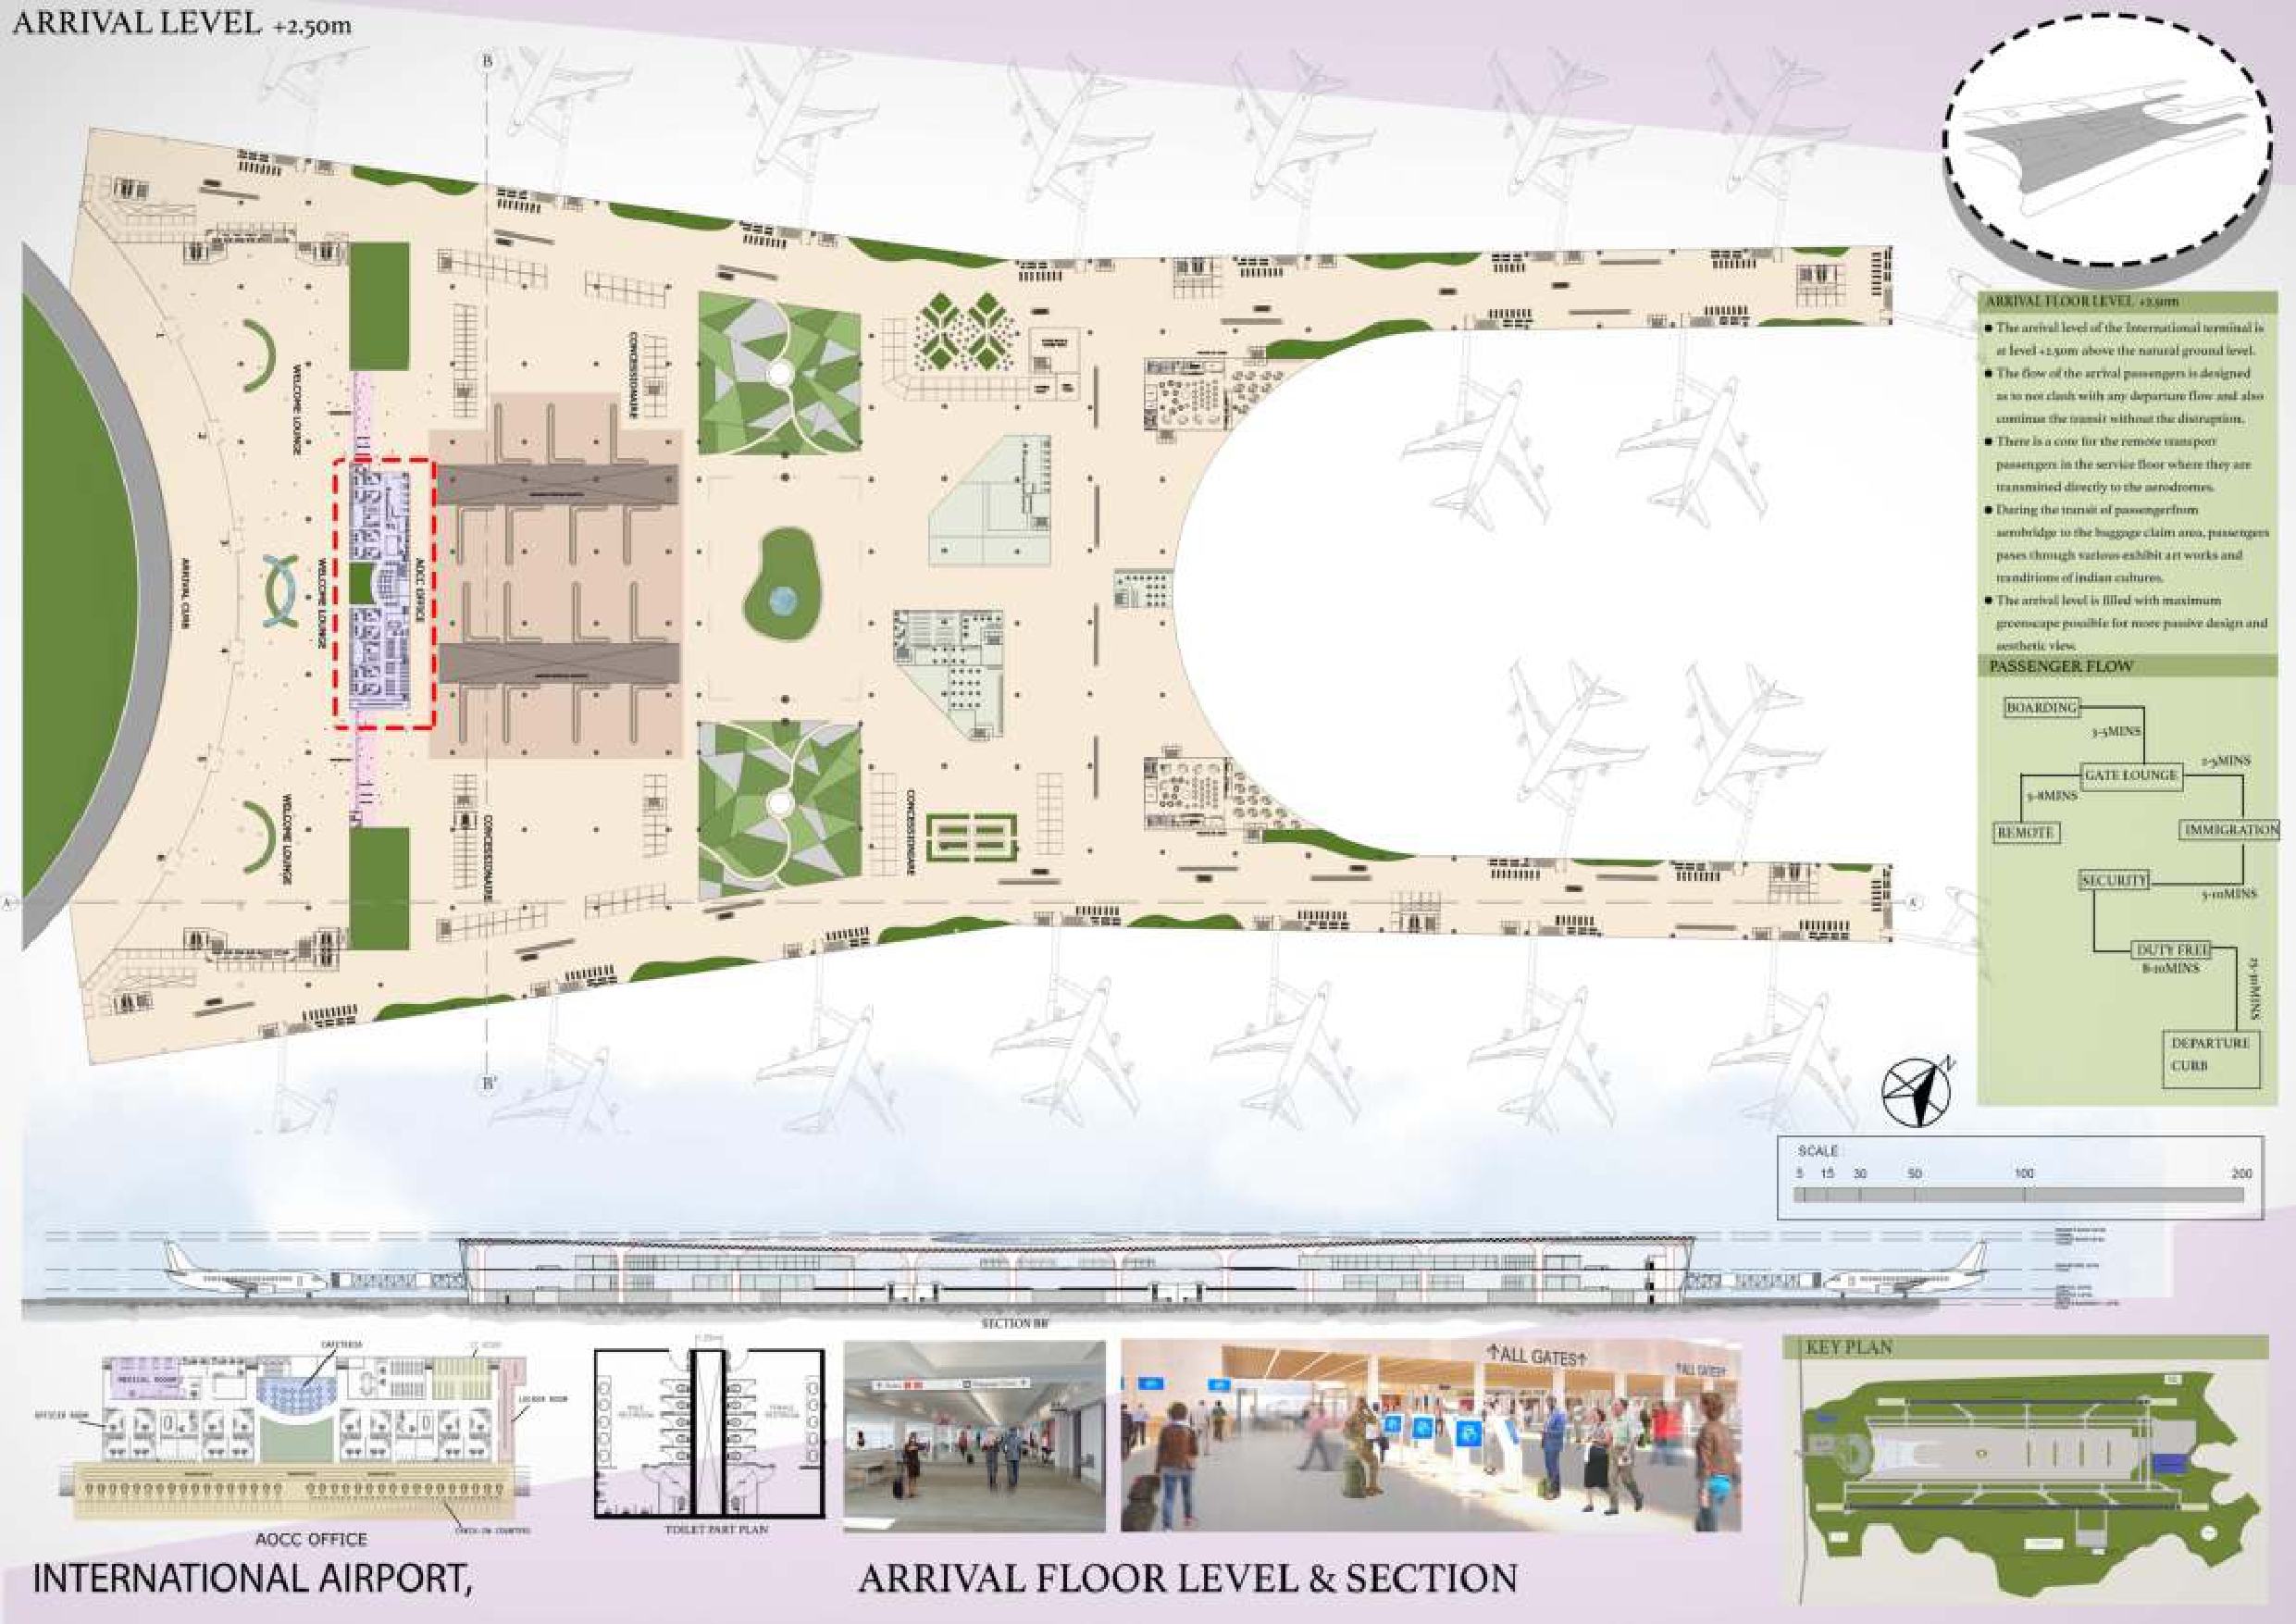 ARRIVAL LEVEL +2.50m
B
1
2
3
4
5
6
WELCOME LOUNGE
WELCOME LOUNGE
WELCOME LOUNGE
ARRIVAL CURB
AOCC OFFICE
CONCESSIONAIRE
CONCESSIONAIRE
CONCESSIONAIRE
A
A'
B'
ARRIVAL FLOOR LEVEL +2.50m
● The arrival level of the International terminal is
at level +2.50m above the natural ground level.
● The flow of the arrival passengers is designed
as to not clash with any departure flow and also
continue the transit without the distruption.
● There is a core for the remote transport
passengers in the service floor where they are
transmitted directly to the aerodromes.
● During the transit of passengerfrom
aerobridge to the baggage claim area, passengers
pases through various exhibit art works and
tranditions of indian cultures.
● The arrival level is filled with maximum
greenscape possible for more passive design and
aesthetic view.
PASSENGER FLOW
BOARDING
3-5MINS
2-3MINS
GATE LOUNGE
5-8MINS
REMOTE
IMMIGRATION
SECURITY
5-10MINS
DUTY FREE
8-10MINS
25-30MINS
DEPARTURE
CURB
N
SCALE :
5 15 30 50 100 200
SECTION BB'
CAFETERIA
MEDICAL ROOOM
OFFICER ROOM
LOCKER ROOM
CHECK-IN COUNTERS
AOCC OFFICE
MALE
RESTROOM
FEMALE
RESTROOM
TOILET PART PLAN
↑ALL GATES↑
↑ALL GATES↑
KEY PLAN
INTERNATIONAL AIRPORT,
ARRIVAL FLOOR LEVEL & SECTION